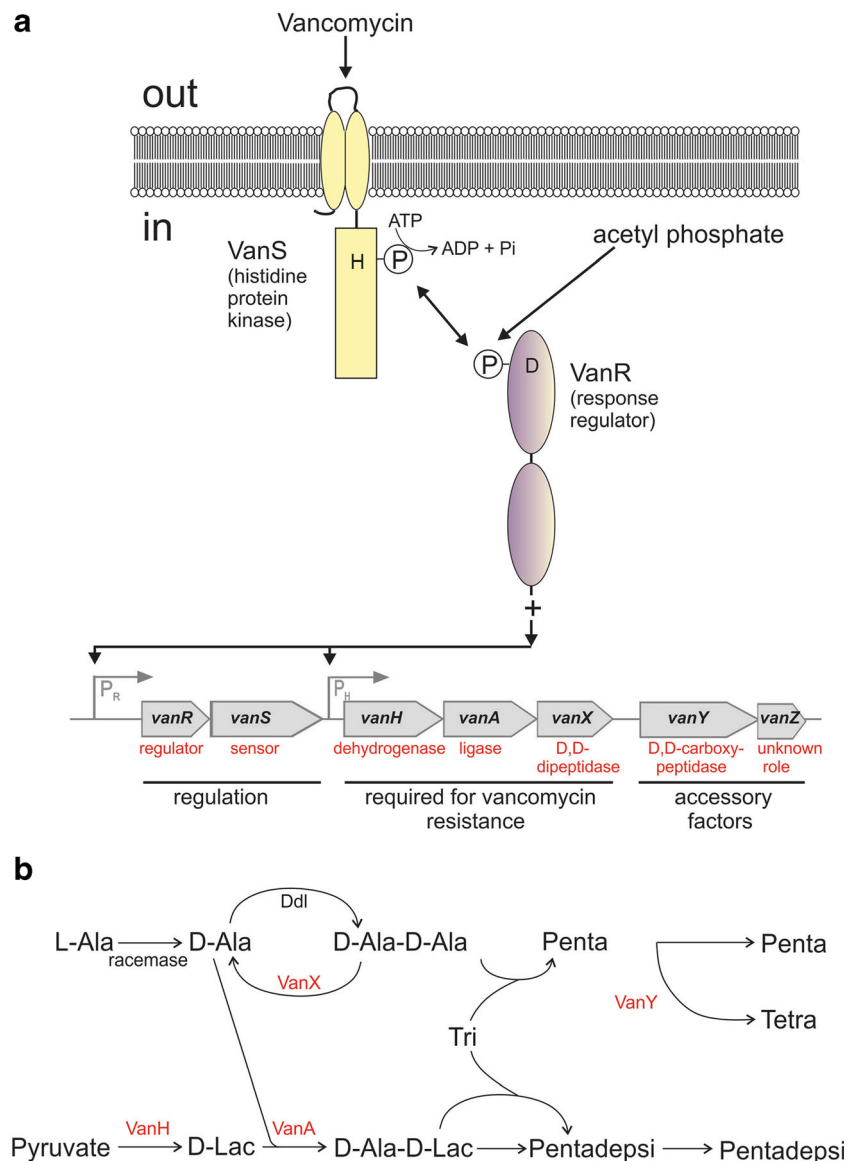 a
Vancomycin
out
in
ATP
ADP + Pi
acetyl phosphate
VanS
(histidine
protein
kinase)
H
P
P
D
VanR
(response
regulator)
+
P_R
P_H
vanR vanS vanH vanA vanX vanY vanZ
regulator sensor dehydrogenase ligase D,D- D,D-carboxy- unknown
dipeptidase peptidase role
regulation required for vancomycin accessory
resistance factors
b
Ddl
L-Ala D-Ala D-Ala-D-Ala Penta Penta
racemase
VanX
VanY
Tetra
Tri
VanH VanA
Pyruvate D-Lac D-Ala-D-Lac Pentadepsi Pentadepsi